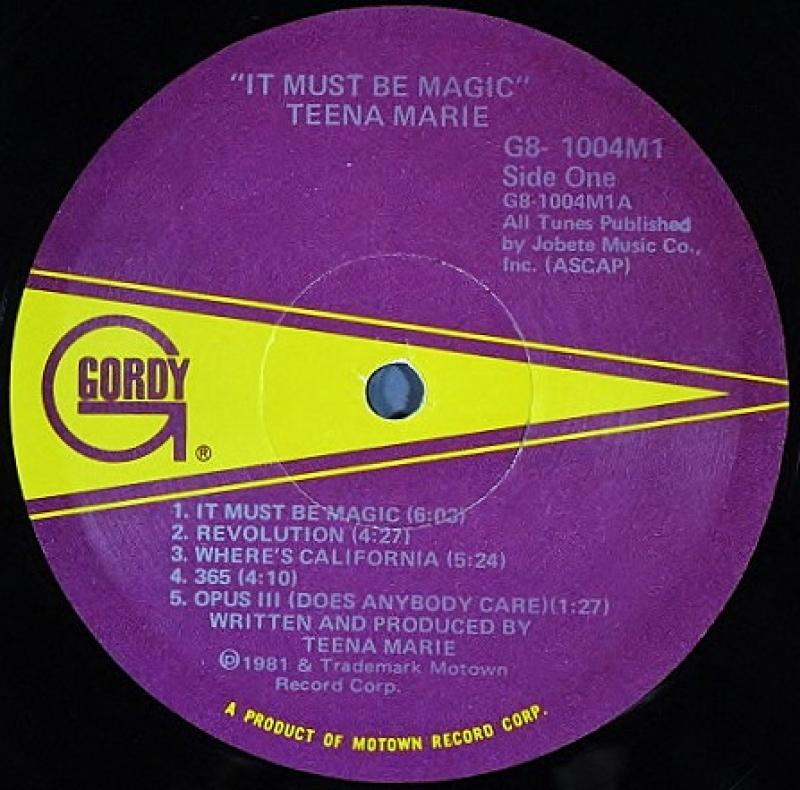 "IT MUST BE MAGIC"
TEENA MARIE
G8- 1004M1
Side One
G8-1004M1A
All Tunes Published
by Jobete Music Co.,
Inc. (ASCAP)
GORDY
®
1. IT MUST BE MAGIC (6:03)
2. REVOLUTION (4:27)
3. WHERE'S CALIFORNIA (5:24)
4. 365 (4:10)
5. OPUS III (DOES ANYBODY CARE)(1:27)
WRITTEN AND PRODUCED BY
TEENA MARIE
℗1981 & Trademark Motown
Record Corp.
A PRODUCT OF MOTOWN RECORD CORP.